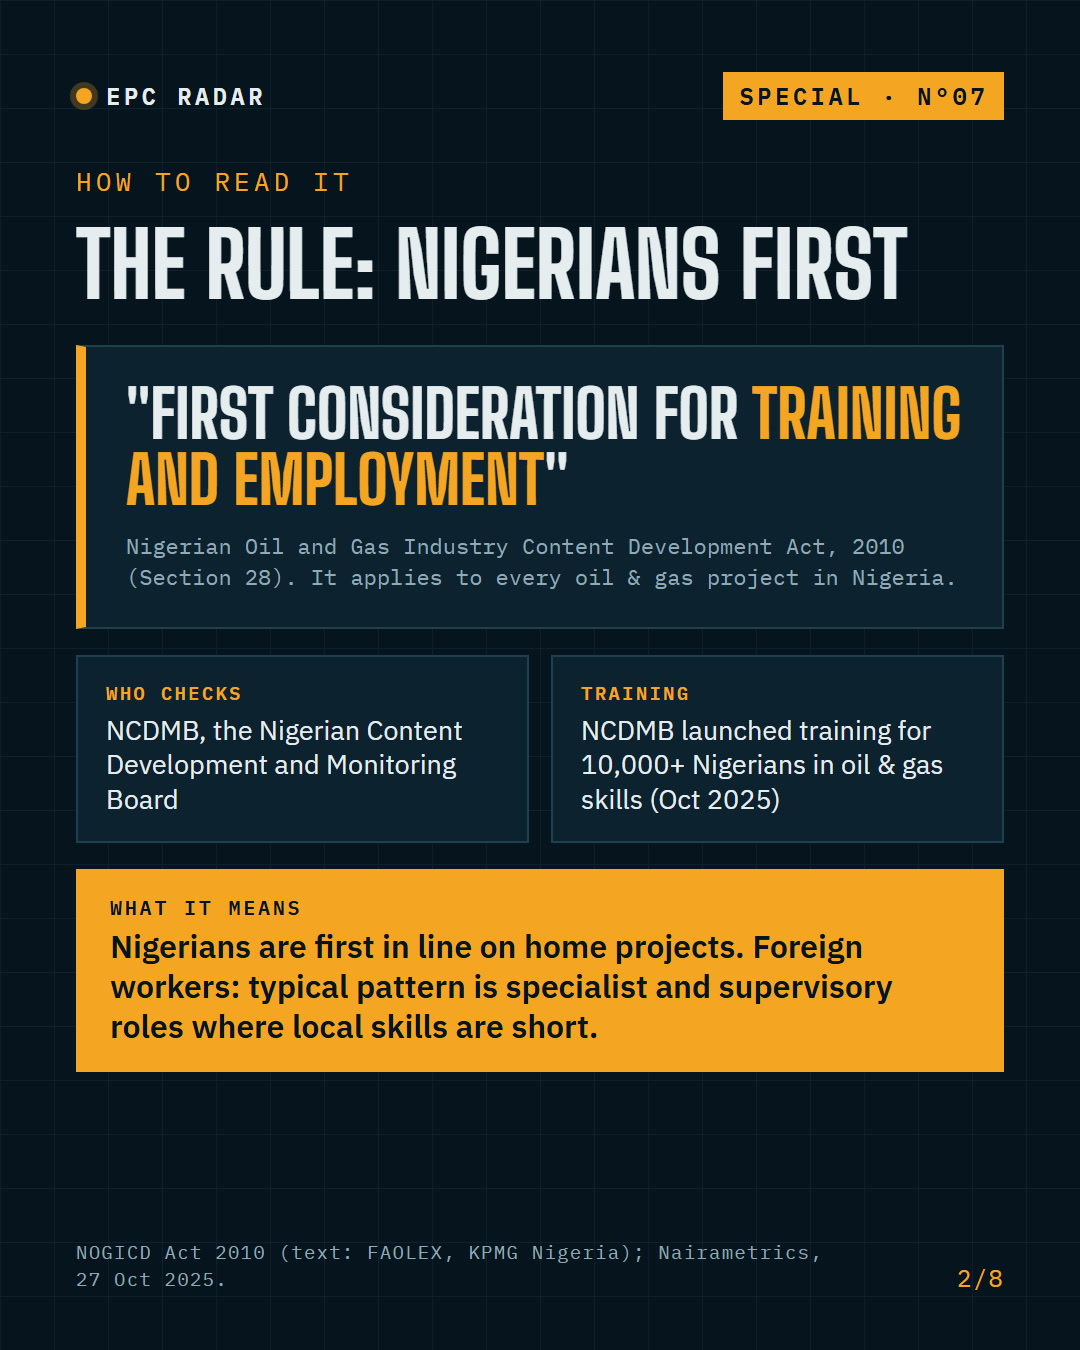 EPC RADAR
SPECIAL · N°07
HOW TO READ IT
THE RULE: NIGERIANS FIRST
"FIRST CONSIDERATION FOR TRAINING
AND EMPLOYMENT"
Nigerian Oil and Gas Industry Content Development Act, 2010
(Section 28). It applies to every oil & gas project in Nigeria.
WHO CHECKS
NCDMB, the Nigerian Content
Development and Monitoring
Board
TRAINING
NCDMB launched training for
10,000+ Nigerians in oil & gas
skills (Oct 2025)
WHAT IT MEANS
Nigerians are first in line on home projects. Foreign
workers: typical pattern is specialist and supervisory
roles where local skills are short.
NOGICD Act 2010 (text: FAOLEX, KPMG Nigeria); Nairametrics,
27 Oct 2025.
2/8